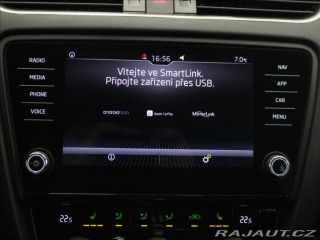 16:56
7.0°C
RADIO
MEDIA
PHONE
VOICE
Vítejte ve SmartLink.
Připojte zařízení přes USB.
androidauto
Apple CarPlay
MirrorLink
NAV
APP
CAR
MENU
22.5
22.5
RAJAUT.CZ